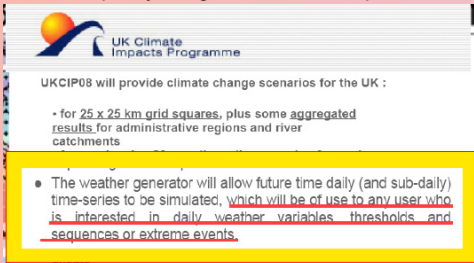 UK Climate
Impacts Programme
UKCIP08 will provide climate change scenarios for the UK :
• for 25 x 25 km grid squares, plus some aggregated
results for administrative regions and river
catchments
• The weather generator will allow future time daily (and sub-daily)
time-series to be simulated, which will be of use to any user who
is interested in daily weather variables, thresholds and
sequences or extreme events.